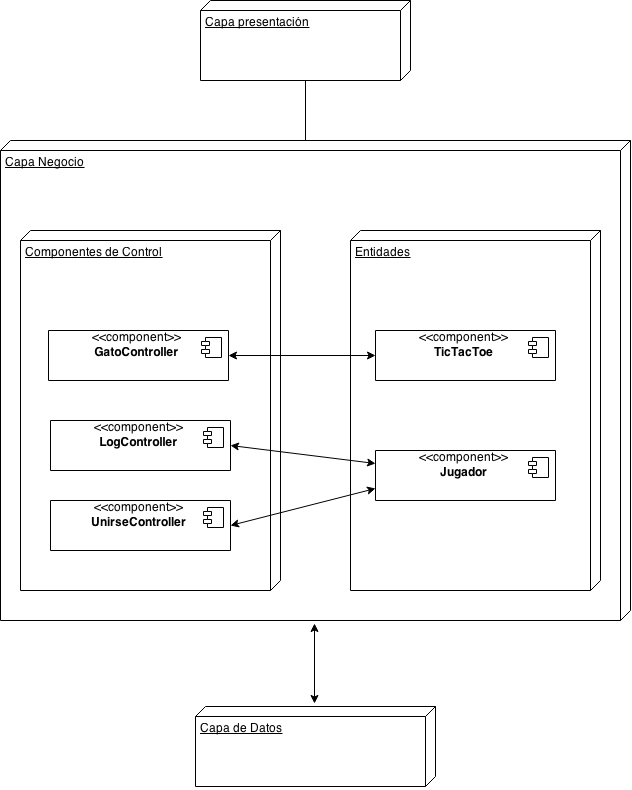 Capa presentación
Capa Negocio
Componentes de Control
<<component>>
GatoController
<<component>>
LogController
<<component>>
UnirseController
Entidades
<<component>>
TicTacToe
<<component>>
Jugador
Capa de Datos